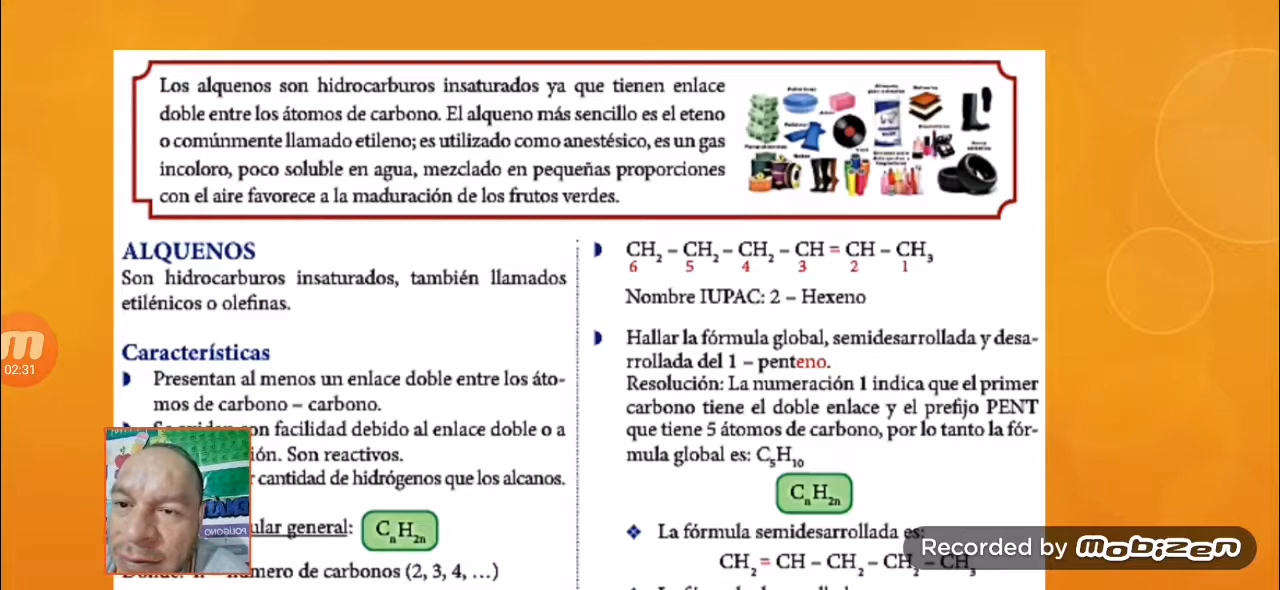 Los alquenos son hidrocarburos insaturados ya que tienen enlace
doble entre los átomos de carbono. El alqueno más sencillo es el eteno
o comúnmente llamado etileno; es utilizado como anestésico, es un gas
incoloro, poco soluble en agua, mezclado en pequeñas proporciones
con el aire favorece a la maduración de los frutos verdes.
ALQUENOS
Son hidrocarburos insaturados, también llamados
etilénicos o olefinas.
Características
Presentan al menos un enlace doble entre los áto-
mos de carbono – carbono.
con facilidad debido al enlace doble o a
ión. Son reactivos.
cantidad de hidrógenos que los alcanos.
ular general: CₙH₂ₙ
mero de carbonos (2, 3, 4, ...)
CH₂ – CH₂ – CH₂ – CH = CH – CH₃
6 5 4 3 2 1
Nombre IUPAC: 2 – Hexeno
Hallar la fórmula global, semidesarrollada y desa-
rrollada del 1 – penteno.
Resolución: La numeración 1 indica que el primer
carbono tiene el doble enlace y el prefijo PENT
que tiene 5 átomos de carbono, por lo tanto la fór-
mula global es: C₅H₁₀
CₙH₂ₙ
La fórmula semidesarrollada es:
CH₂ = CH – CH₂ – CH₂ – CH₃
02:31
POLIGONO
Recorded by mobizen